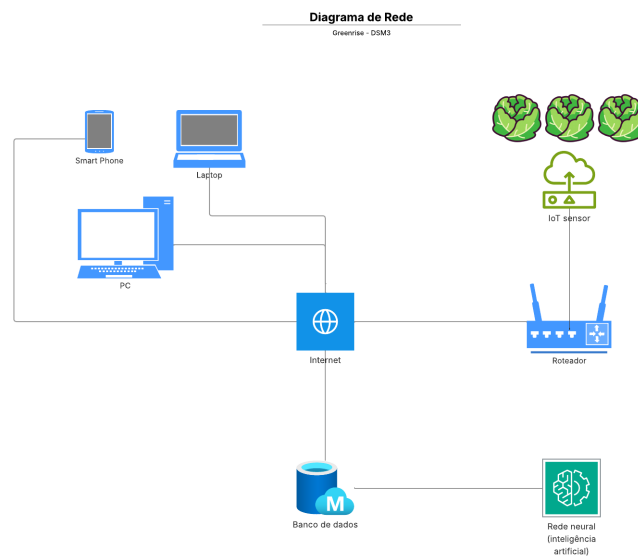 Diagrama de Rede
Greenrise - DSM3
Smart Phone
Laptop
IoT sensor
PC
Internet
Roteador
M
Banco de dados
Rede neural
(inteligência
artificial)